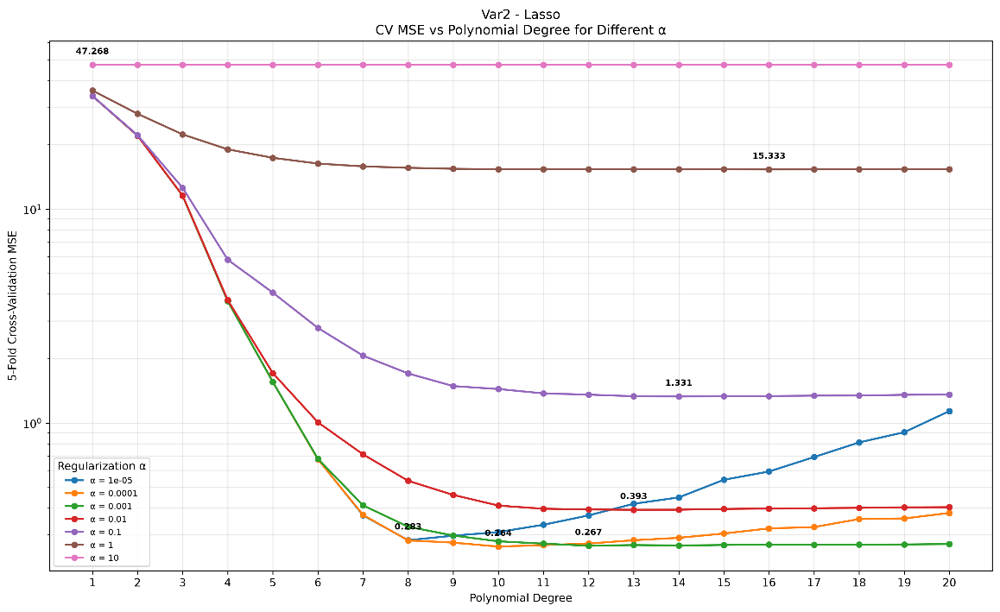 Var2 - Lasso
CV MSE vs Polynomial Degree for Different α
47.268
15.333
1.331
0.393
0.283
0.264
0.267
5-Fold Cross-Validation MSE
10¹
10⁰
Regularization α
α = 1e-05
α = 0.0001
α = 0.001
α = 0.01
α = 0.1
α = 1
α = 10
1 2 3 4 5 6 7 8 9 10 11 12 13 14 15 16 17 18 19 20
Polynomial Degree